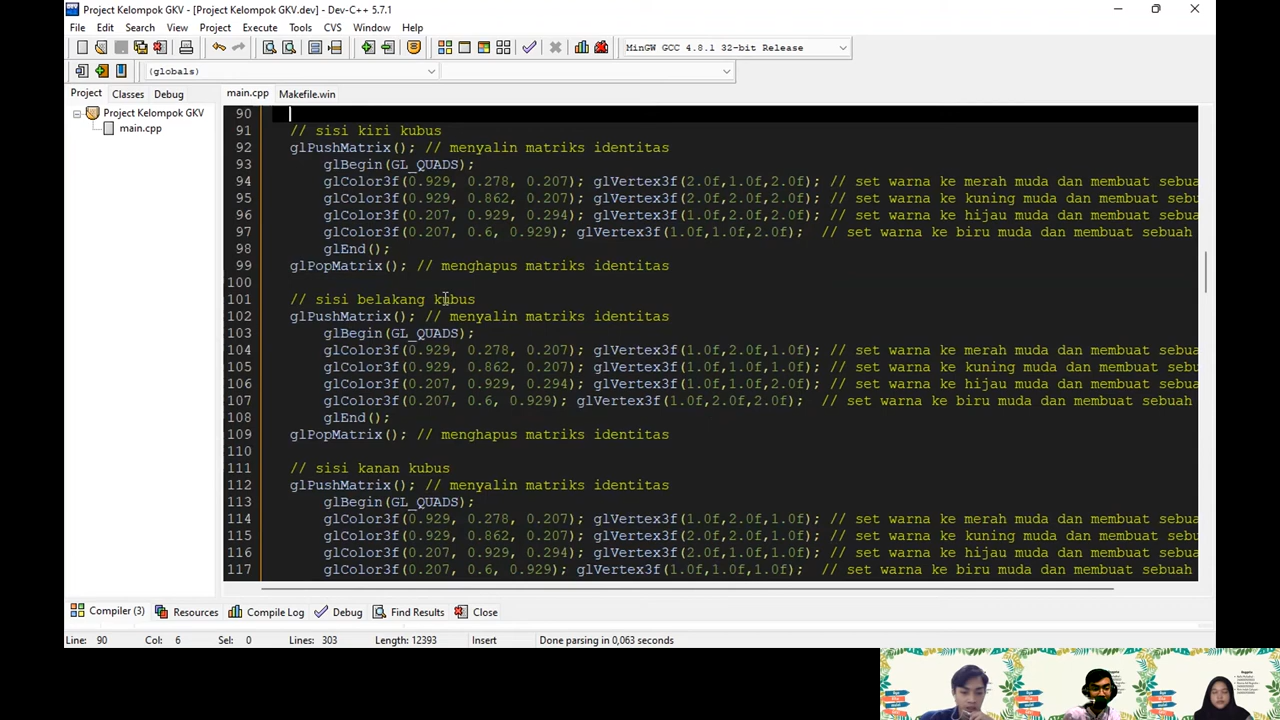 Project Kelompok GKV - [Project Kelompok GKV.dev] - Dev-C++ 5.7.1
File Edit Search View Project Execute Tools CVS Window Help
MinGW GCC 4.8.1 32-bit Release
(globals)
Project Classes Debug
main.cpp Makefile.win
Project Kelompok GKV
main.cpp
90
91 // sisi kiri kubus
92 glPushMatrix(); // menyalin matriks identitas
93 glBegin(GL_QUADS);
94 glColor3f(0.929, 0.278, 0.207); glVertex3f(2.0f,1.0f,2.0f); // set warna ke merah muda dan membuat sebua
95 glColor3f(0.929, 0.862, 0.207); glVertex3f(2.0f,2.0f,2.0f); // set warna ke kuning muda dan membuat sebu
96 glColor3f(0.207, 0.929, 0.294); glVertex3f(1.0f,2.0f,2.0f); // set warna ke hijau muda dan membuat sebua
97 glColor3f(0.207, 0.6, 0.929); glVertex3f(1.0f,1.0f,2.0f); // set warna ke biru muda dan membuat sebuah
98 glEnd();
99 glPopMatrix(); // menghapus matriks identitas
100
101 // sisi belakang kubus
102 glPushMatrix(); // menyalin matriks identitas
103 glBegin(GL_QUADS);
104 glColor3f(0.929, 0.278, 0.207); glVertex3f(1.0f,2.0f,1.0f); // set warna ke merah muda dan membuat sebua
105 glColor3f(0.929, 0.862, 0.207); glVertex3f(1.0f,1.0f,1.0f); // set warna ke kuning muda dan membuat sebu
106 glColor3f(0.207, 0.929, 0.294); glVertex3f(1.0f,1.0f,2.0f); // set warna ke hijau muda dan membuat sebua
107 glColor3f(0.207, 0.6, 0.929); glVertex3f(1.0f,2.0f,2.0f); // set warna ke biru muda dan membuat sebuah
108 glEnd();
109 glPopMatrix(); // menghapus matriks identitas
110
111 // sisi kanan kubus
112 glPushMatrix(); // menyalin matriks identitas
113 glBegin(GL_QUADS);
114 glColor3f(0.929, 0.278, 0.207); glVertex3f(1.0f,2.0f,1.0f); // set warna ke merah muda dan membuat sebua
115 glColor3f(0.929, 0.862, 0.207); glVertex3f(2.0f,2.0f,1.0f); // set warna ke kuning muda dan membuat sebu
116 glColor3f(0.207, 0.929, 0.294); glVertex3f(2.0f,1.0f,1.0f); // set warna ke hijau muda dan membuat sebua
117 glColor3f(0.207, 0.6, 0.929); glVertex3f(1.0f,1.0f,1.0f); // set warna ke biru muda dan membuat sebuah
Compiler (3) Resources Compile Log Debug Find Results Close
Line: 90 Col: 6 Sel: 0 Lines: 303 Length: 12393 Insert Done parsing in 0,063 seconds